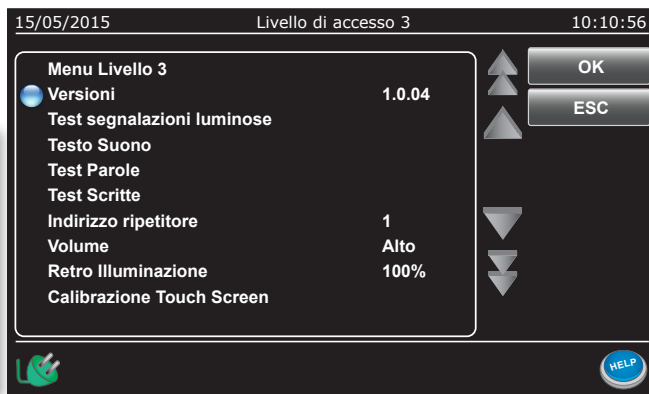 15/05/2015 Livello di accesso 3 10:10:56
Menu Livello 3
Versioni 1.0.04
Test segnalazioni luminose
Testo Suono
Test Parole
Test Scritte
Indirizzo ripetitore 1
Volume Alto
Retro Illuminazione 100%
Calibrazione Touch Screen
OK
ESC
HELP